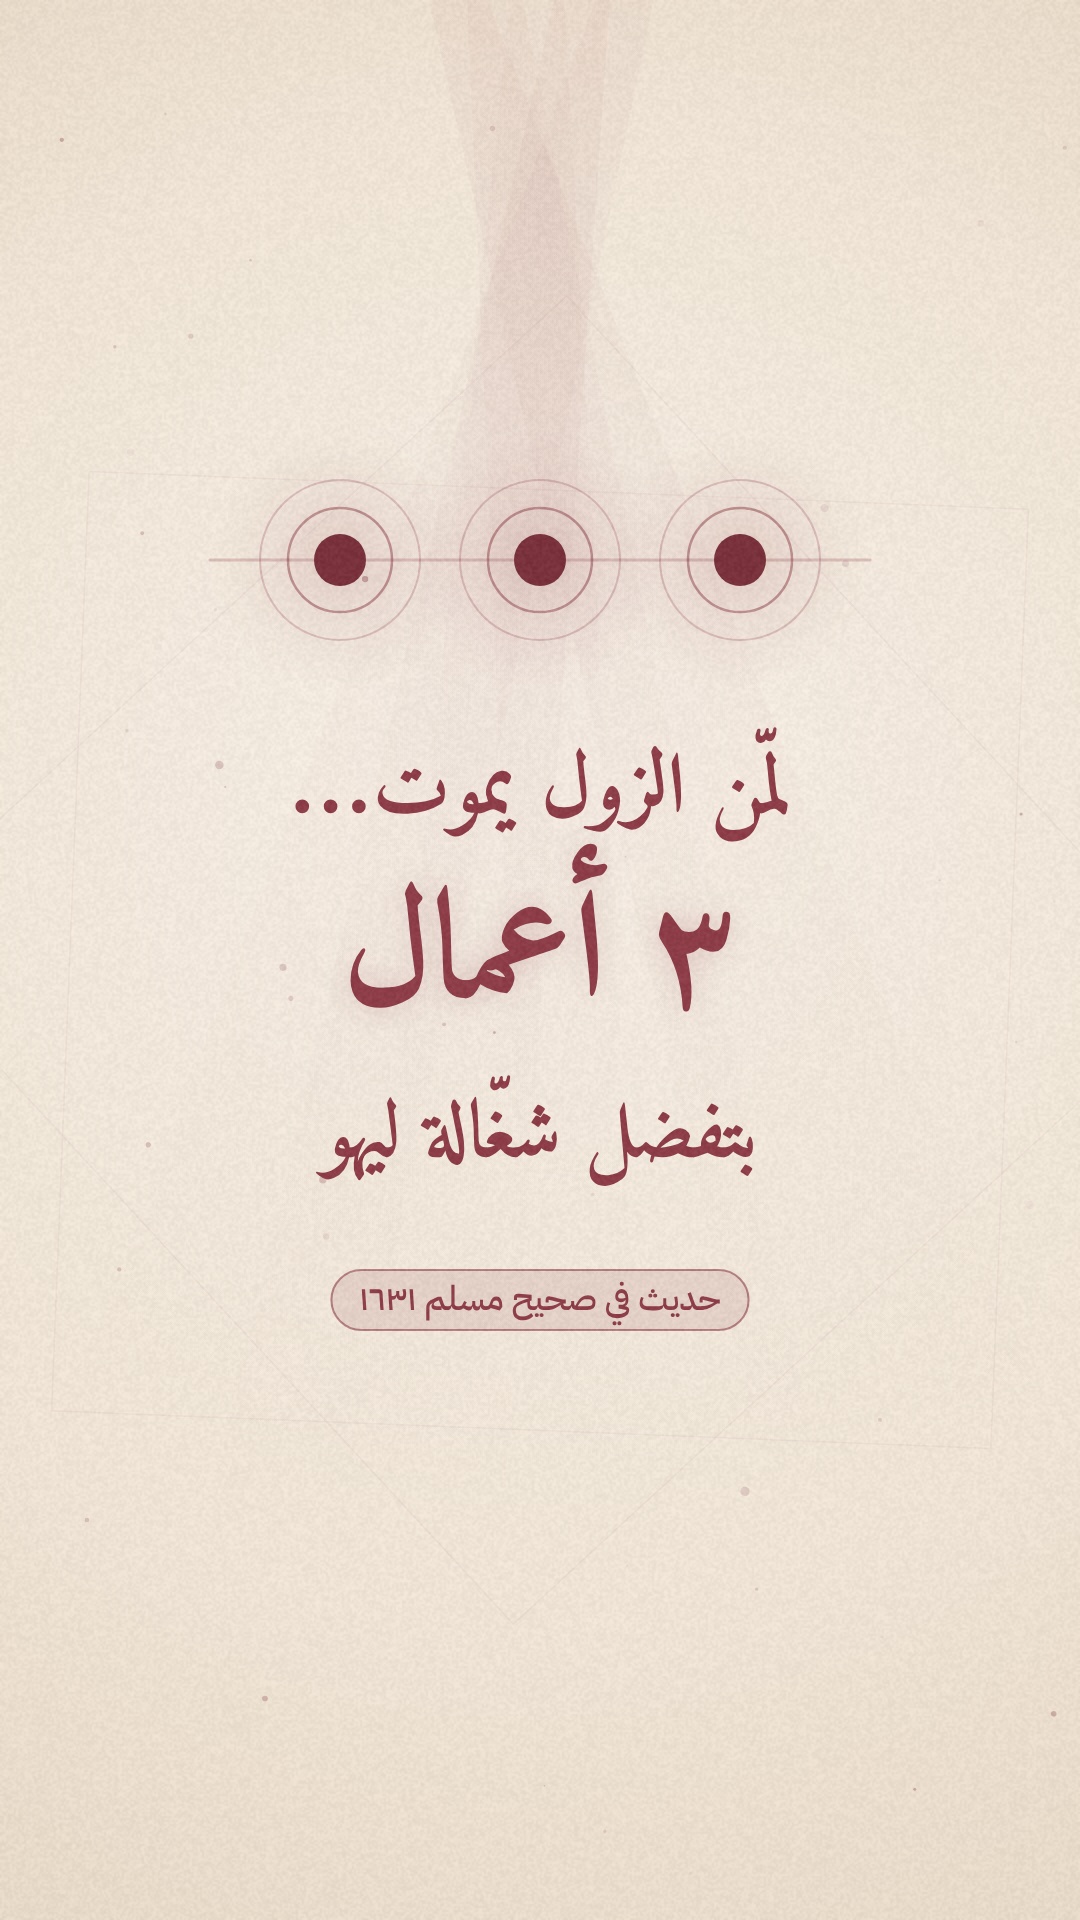 لمّن الزول يموت...
٣ أعمال
بتفضل شغّالة ليهو
حديث في صحيح مسلم ١٦٣١